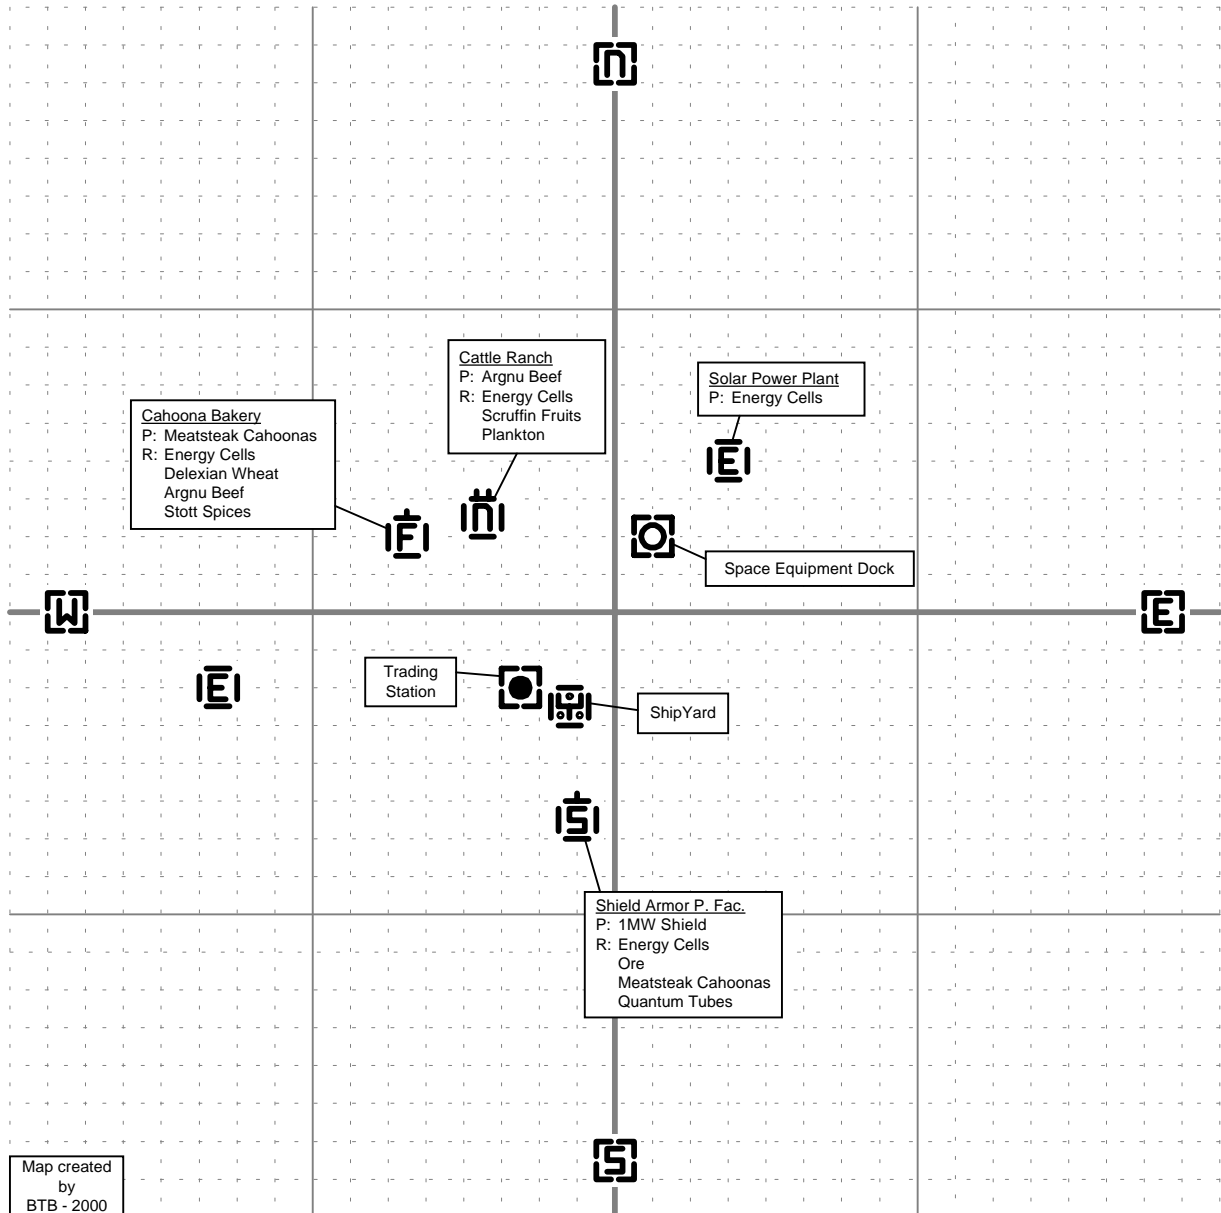 n
Cattle Ranch
P: Argnu Beef
R: Energy Cells
Scruffin Fruits
Plankton
Solar Power Plant
P: Energy Cells
Cahoona Bakery
P: Meatsteak Cahoonas
R: Energy Cells
Delexian Wheat
Argnu Beef
Stott Spices
E
n
F
Space Equipment Dock
W
E
E
Trading
Station
ShipYard
S
Shield Armor P. Fac.
P: 1MW Shield
R: Energy Cells
Ore
Meatsteak Cahoonas
Quantum Tubes
S
Map created
by
BTB - 2000